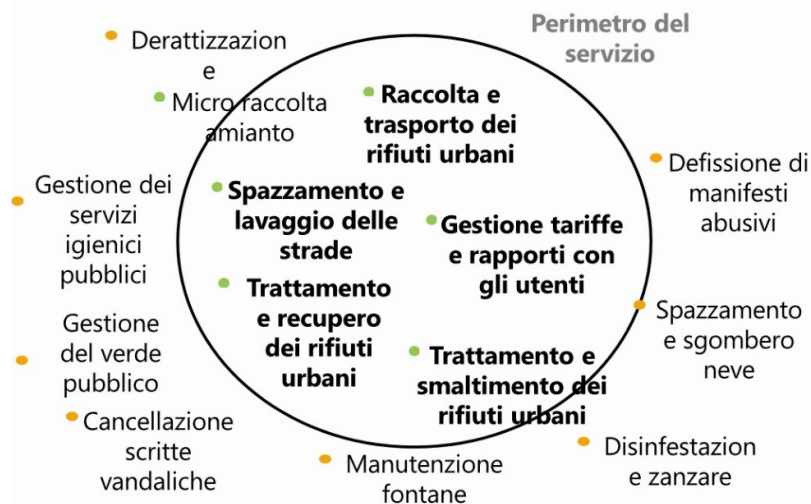 Perimetro del
servizio
Derattizzazion
e
Micro raccolta
amianto
Raccolta e
trasporto dei
rifiuti urbani
Defissione di
manifesti
abusivi
Gestione dei
servizi
igienici
pubblici
Spazzamento e
lavaggio delle
strade
Gestione tariffe
e rapporti con
gli utenti
Trattamento
e recupero
dei rifiuti
urbani
Spazzamento
e sgombero
neve
Gestione
del verde
pubblico
Trattamento e
smaltimento dei
rifiuti urbani
Cancellazione
scritte
vandaliche
Manutenzione
fontane
Disinfestazion
e zanzare